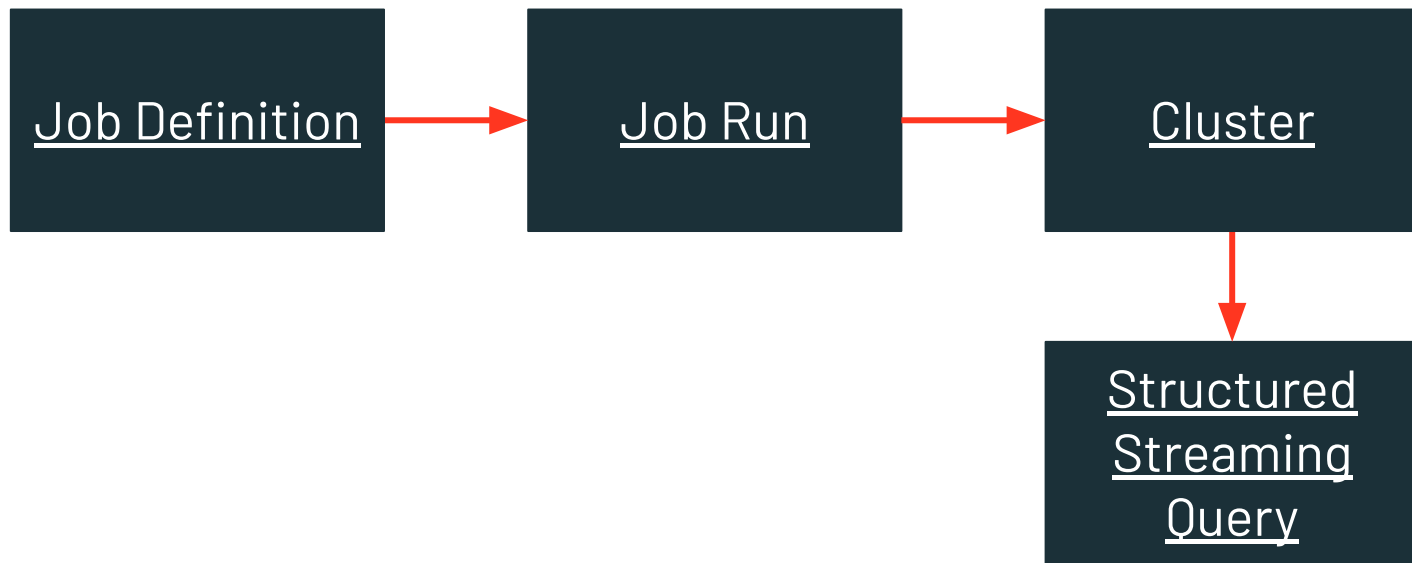 Job Definition
Job Run
Cluster
Structured
Streaming
Query